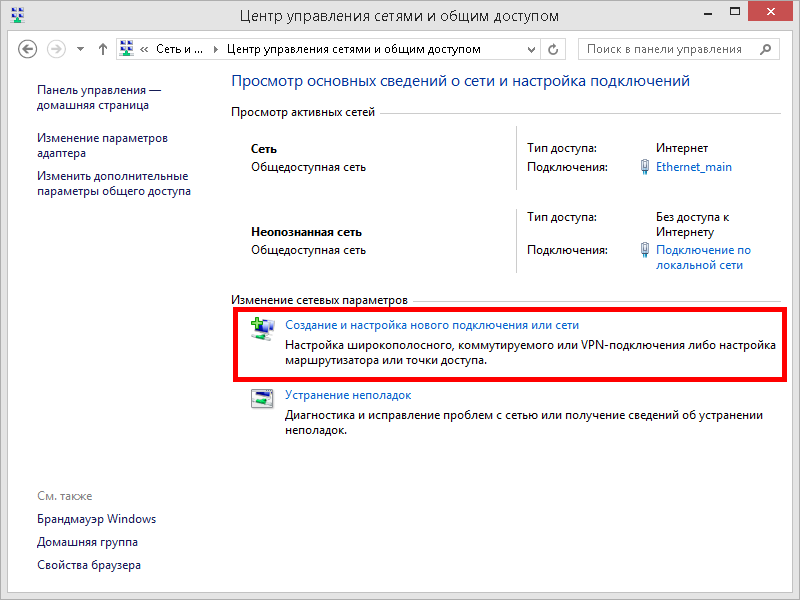 Центр управления сетями и общим доступом
« Сеть и ... Центр управления сетями и общим доступом
Поиск в панели управления
Панель управления —
домашняя страница
Изменение параметров
адаптера
Изменить дополнительные
параметры общего доступа
Просмотр основных сведений о сети и настройка подключений
Просмотр активных сетей
Сеть
Общедоступная сеть
Тип доступа: Интернет
Подключения: Ethernet_main
Неопознанная сеть
Общедоступная сеть
Тип доступа: Без доступа к
Интернету
Подключения: Подключение по
локальной сети
Изменение сетевых параметров
Создание и настройка нового подключения или сети
Настройка широкополосного, коммутируемого или VPN-подключения либо настройка
маршрутизатора или точки доступа.
Устранение неполадок
Диагностика и исправление проблем с сетью или получение сведений об устранении
неполадок.
См. также
Брандмауэр Windows
Домашняя группа
Свойства браузера